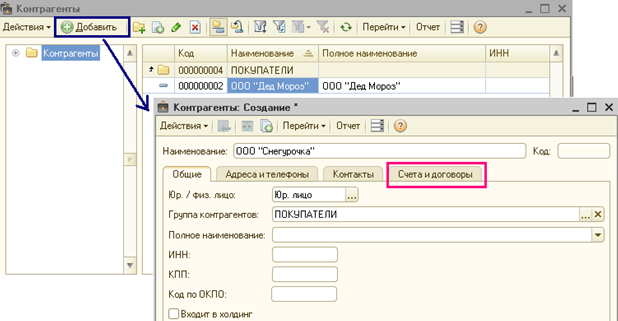 Контрагенты
Действия Добавить Перейти Отчет
Контрагенты
Код Наименование Полное наименование ИНН
000000004 ПОКУПАТЕЛИ
000000002 ООО "Дед Мороз" ООО "Дед Мороз"
Контрагенты: Создание *
Действия Перейти Отчет
Наименование: ООО "Снегурочка" Код:
Общие Адреса и телефоны Контакты Счета и договоры
Юр. / физ. лицо: Юр. лицо ...
Группа контрагентов: ПОКУПАТЕЛИ ...
Полное наименование:
ИНН:
КПП:
Код по ОКПО:
Входит в холдинг